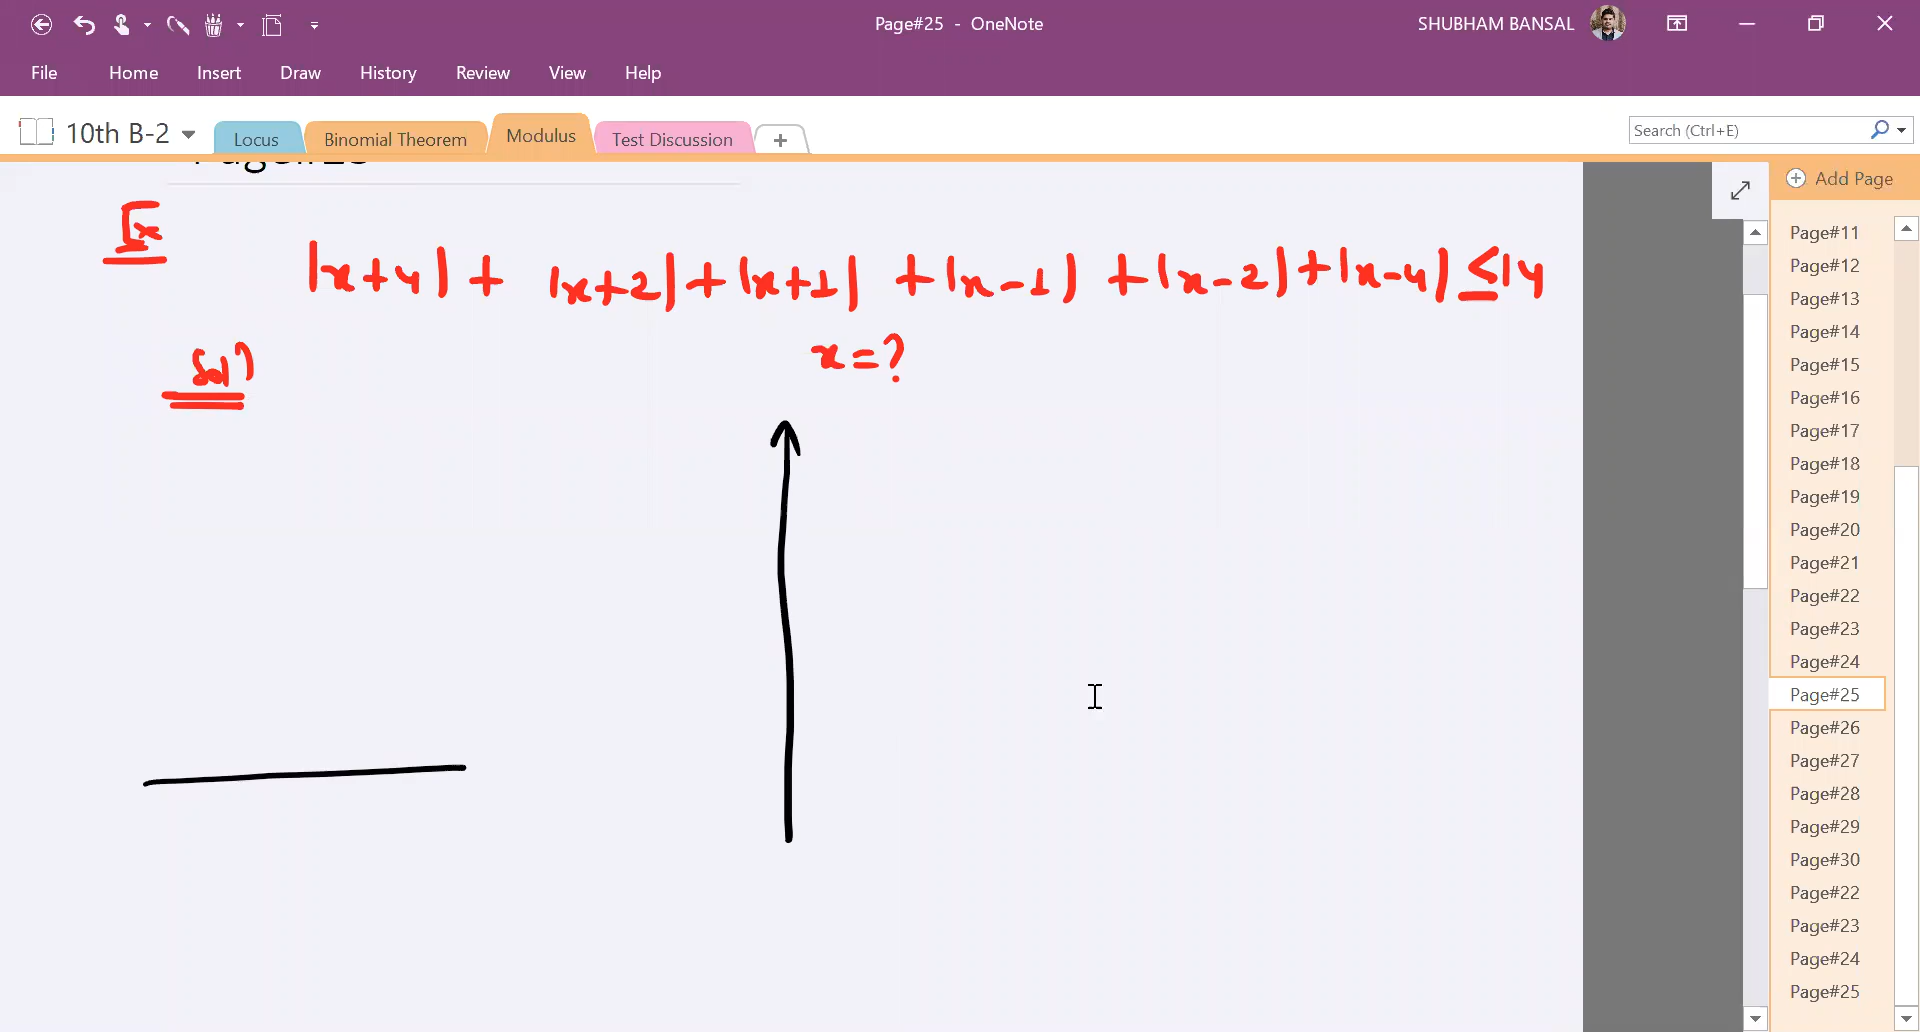 Page#25 - OneNote
SHUBHAM BANSAL
File Home Insert Draw History Review View Help
10th B-2
Locus
Binomial Theorem
Modulus
Test Discussion
Search (Ctrl+E)
Add Page
Ex
|x+4| + |x+2| + |x+1| + |x-1| + |x-2| + |x-4| ≤ 14
x = ?
Solⁿ
Page#11
Page#12
Page#13
Page#14
Page#15
Page#16
Page#17
Page#18
Page#19
Page#20
Page#21
Page#22
Page#23
Page#24
Page#25
Page#26
Page#27
Page#28
Page#29
Page#30
Page#22
Page#23
Page#24
Page#25